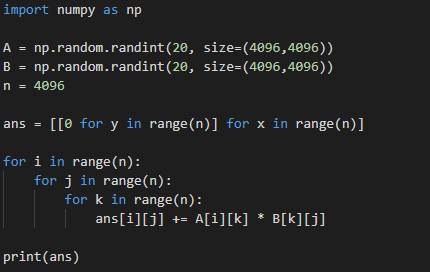 import numpy as np

A = np.random.randint(20, size=(4096,4096))
B = np.random.randint(20, size=(4096,4096))
n = 4096

ans = [[0 for y in range(n)] for x in range(n)]

for i in range(n):
    for j in range(n):
        for k in range(n):
            ans[i][j] += A[i][k] * B[k][j]

print(ans)